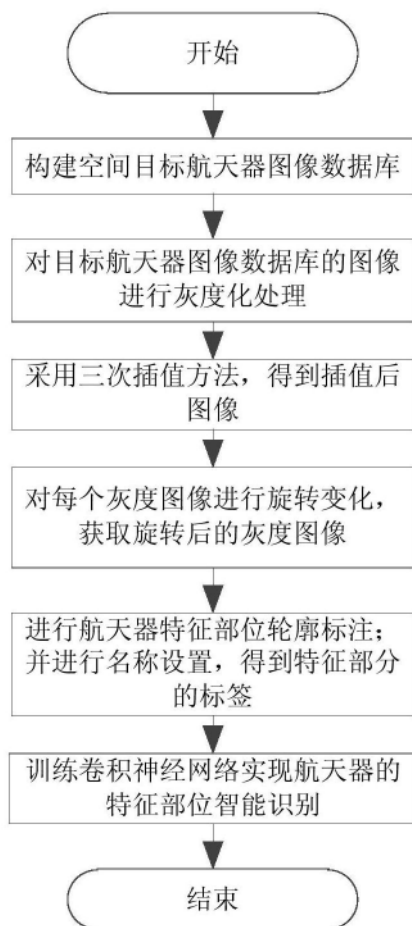 开始
构建空间目标航天器图像数据库
对目标航天器图像数据库的图像
进行灰度化处理
采用三次插值方法，得到插值后
图像
对每个灰度图像进行旋转变化，
获取旋转后的灰度图像
进行航天器特征部位轮廓标注；
并进行名称设置，得到特征部分
的标签
训练卷积神经网络实现航天器的
特征部位智能识别
结束